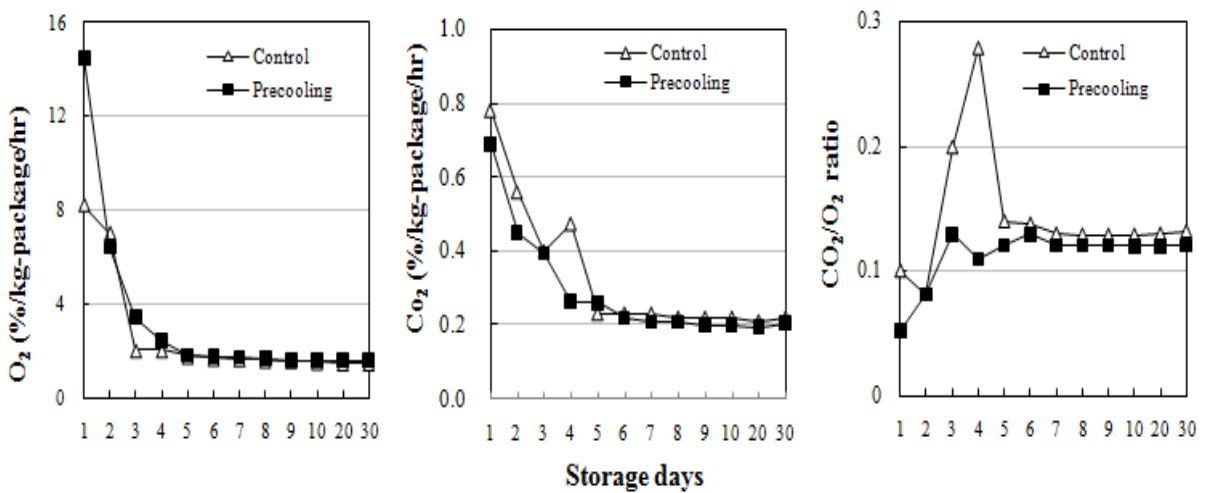 O₂ (%/kg-package/hr)
16
12
8
4
0
Control
Precooling
1 2 3 4 5 6 7 8 9 10 20 30
Co₂ (%/kg-package/hr)
1.0
0.8
0.6
0.4
0.2
0.0
Control
Precooling
1 2 3 4 5 6 7 8 9 10 20 30
CO₂/O₂ ratio
0.3
0.2
0.1
0
Control
Precooling
1 2 3 4 5 6 7 8 9 10 20 30
Storage days